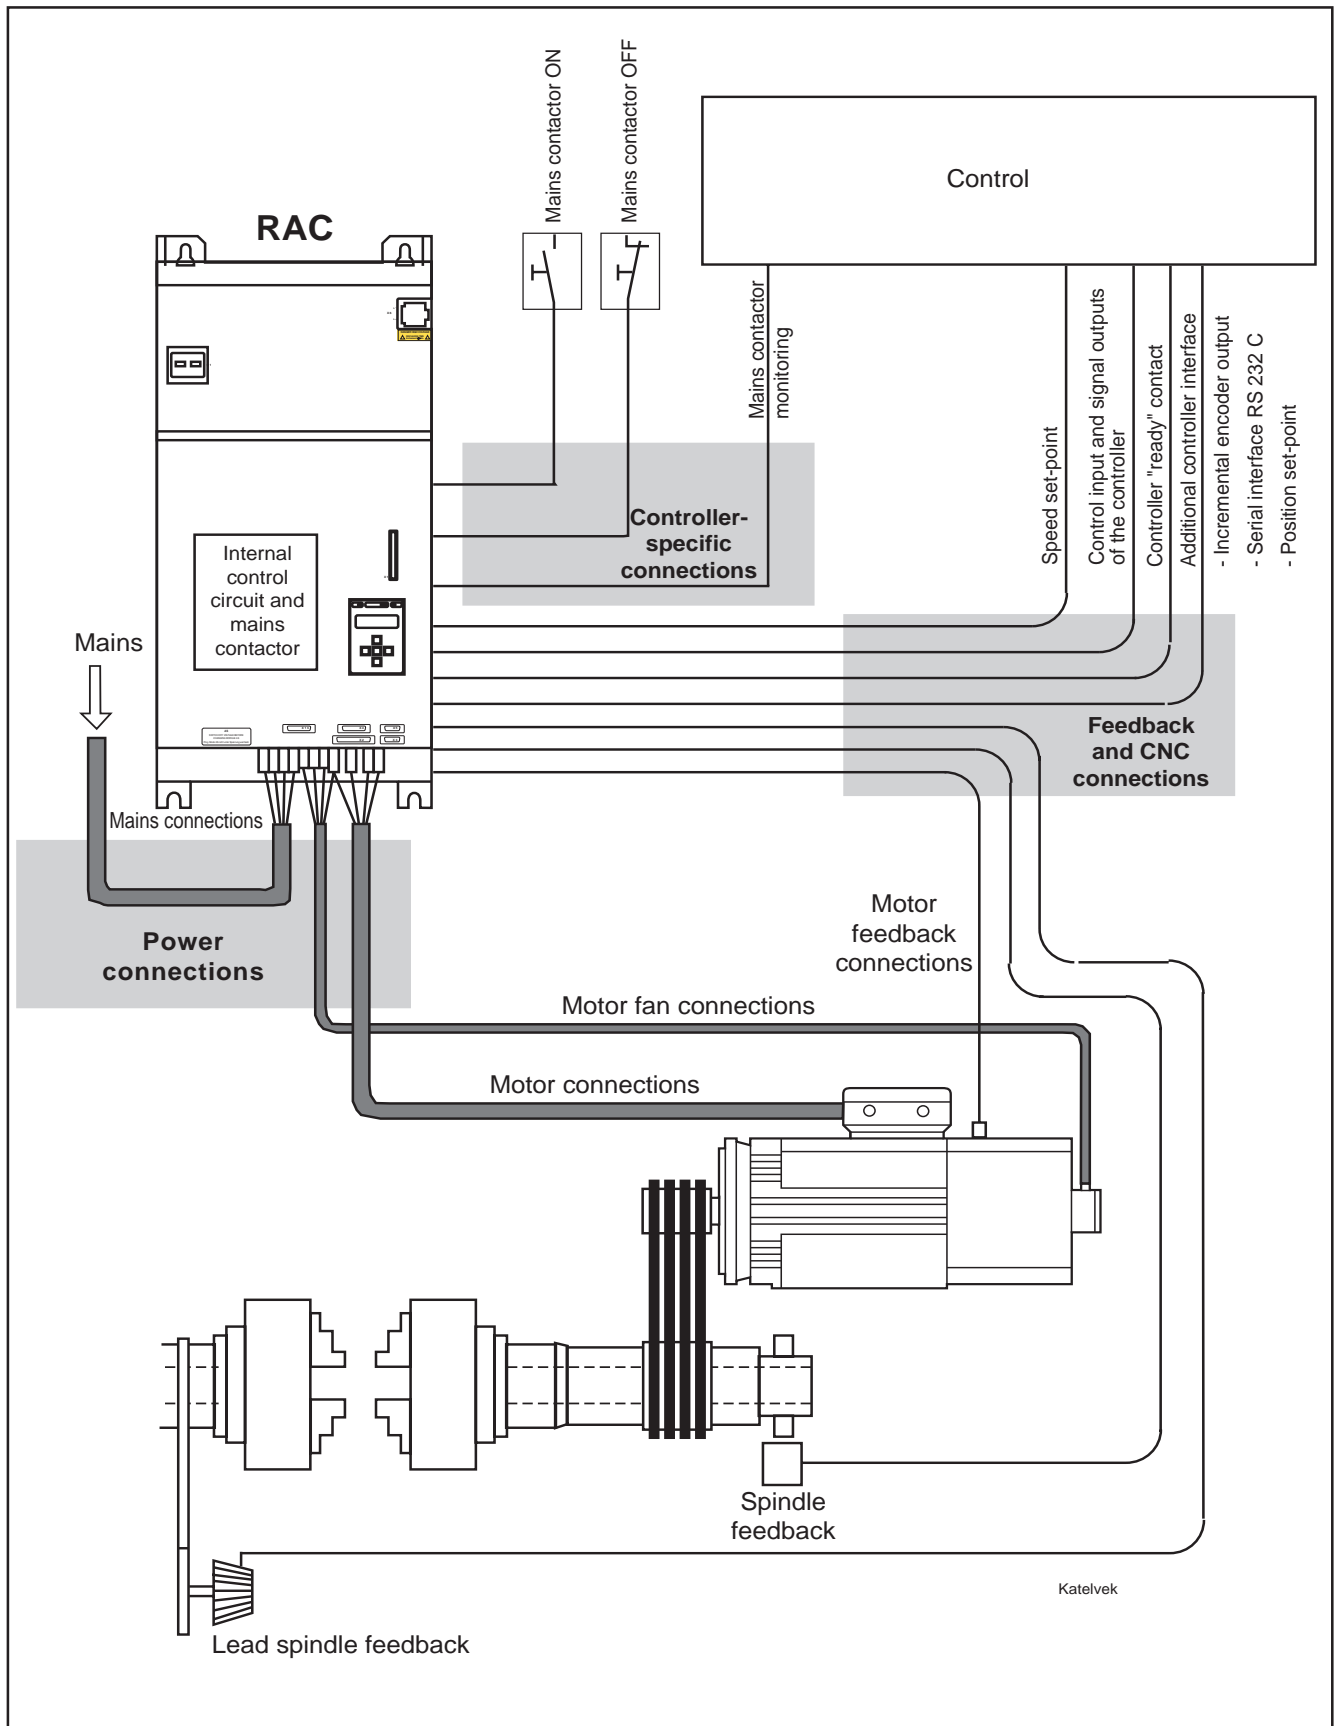 Mains contactor ON
Mains contactor OFF
Control
RAC
Mains contactor
monitoring
Speed set-point
Control input and signal outputs
of the controller
Controller "ready" contact
Additional controller interface
- Incremental encoder output
- Serial interface RS 232 C
- Position set-point
Controller-
specific
connections
Internal
control
circuit and
mains
contactor
Mains
Feedback
and CNC
connections
Mains connections
Power
connections
Motor
feedback
connections
Motor fan connections
Motor connections
Spindle
feedback
Katelvek
Lead spindle feedback